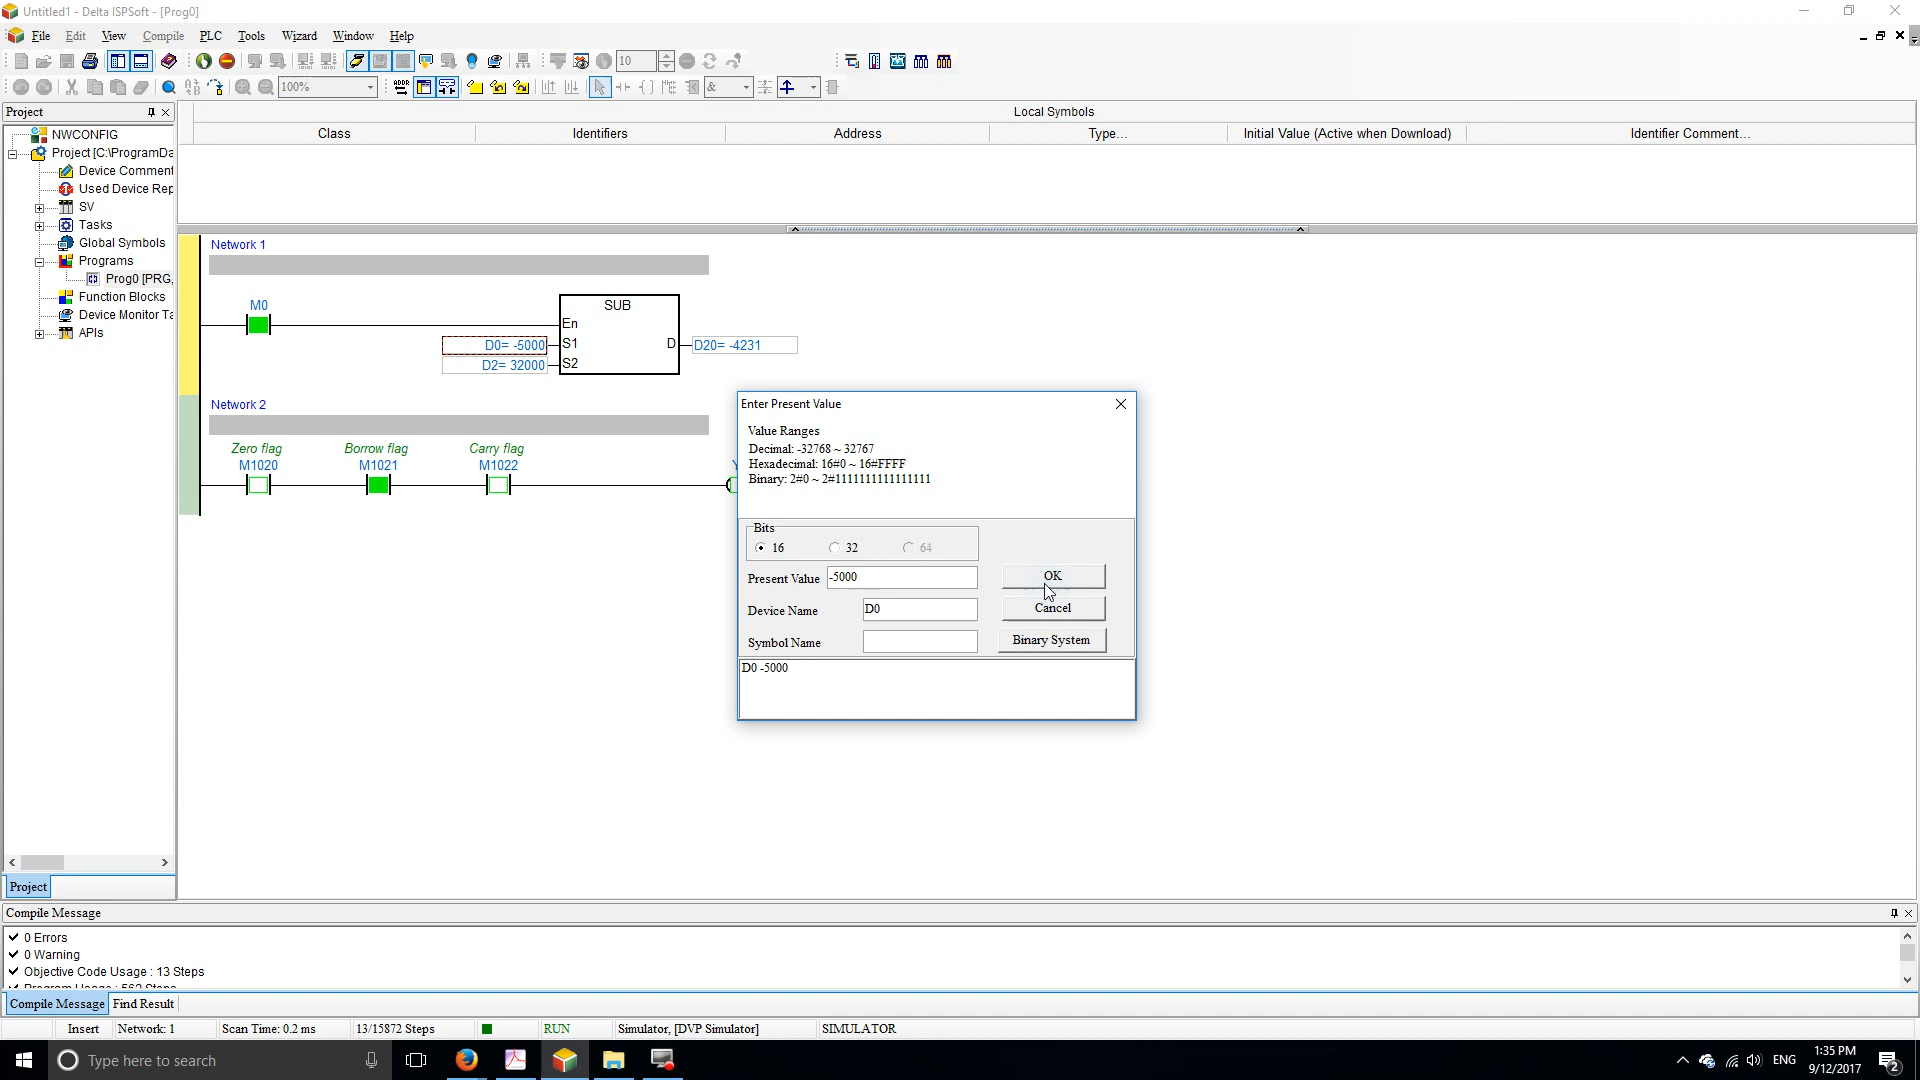 Untitled1 - Delta ISPSoft - [Prog0]
File Edit View Compile PLC Tools Wizard Window Help
10
100% &
Project
NWCONFIG
Project [C:\ProgramDa
Device Comment
Used Device Rep
SV
Tasks
Global Symbols
Programs
Prog0 [PRG,
Function Blocks
Device Monitor Ta
APIs
Project
Local Symbols
Class Identifiers Address Type... Initial Value (Active when Download) Identifier Comment...
Network 1
M0
SUB
En
D0= -5000 S1 D D20= -4231
D2= 32000 S2
Network 2
Zero flag Borrow flag Carry flag
M1020 M1021 M1022
Enter Present Value
Value Ranges
Decimal: -32768 ~ 32767
Hexadecimal: 16#0 ~ 16#FFFF
Binary: 2#0 ~ 2#1111111111111111
Bits
16 32 64
Present Value -5000 OK
Device Name D0 Cancel
Symbol Name Binary System
D0 -5000
Compile Message
0 Errors
0 Warning
Objective Code Usage : 13 Steps
Compile Message Find Result
Insert Network: 1 Scan Time: 0.2 ms 13/15872 Steps RUN Simulator, [DVP Simulator] SIMULATOR
Type here to search
ENG 1:35 PM
9/12/2017 2